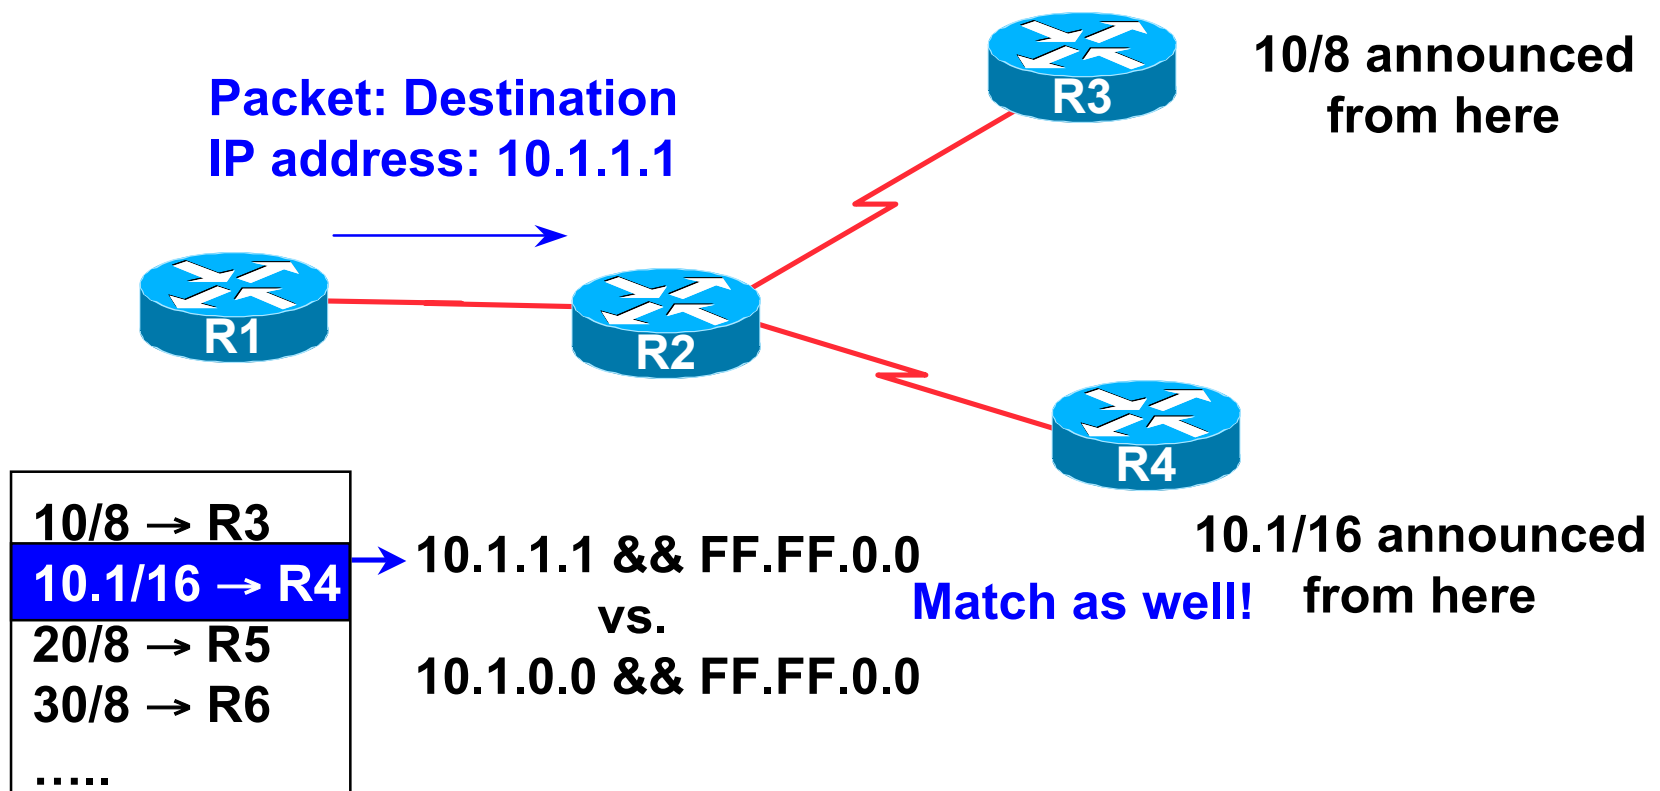 Packet: Destination
IP address: 10.1.1.1
R3
10/8 announced
from here
R1
R2
R4
10.1/16 announced
from here
10/8 → R3
10.1/16 → R4
20/8 → R5
30/8 → R6
.....
10.1.1.1 && FF.FF.0.0
vs.
10.1.0.0 && FF.FF.0.0
Match as well!